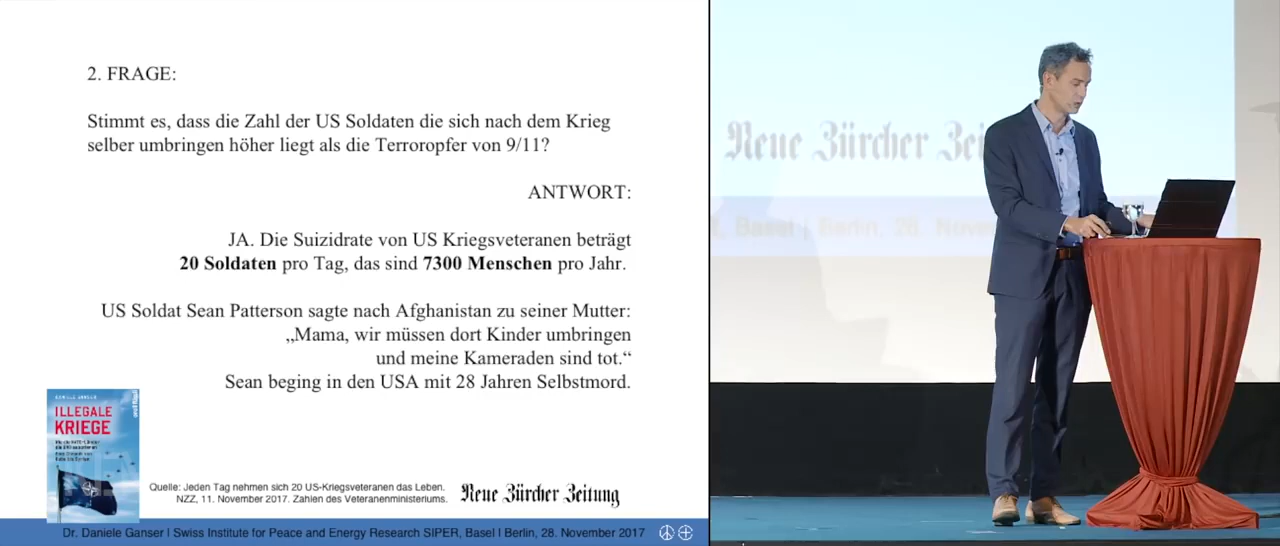 2. FRAGE:
Stimmt es, dass die Zahl der US Soldaten die sich nach dem Krieg
selber umbringen höher liegt als die Terroropfer von 9/11?
ANTWORT:
JA. Die Suizidrate von US Kriegsveteranen beträgt
20 Soldaten pro Tag, das sind 7300 Menschen pro Jahr.
US Soldat Sean Patterson sagte nach Afghanistan zu seiner Mutter:
„Mama, wir müssen dort Kinder umbringen
und meine Kameraden sind tot.“
Sean beging in den USA mit 28 Jahren Selbstmord.
ILLEGALE
KRIEGE
Quelle: Jeden Tag nehmen sich 20 US-Kriegsveteranen das Leben.
NZZ, 11. November 2017. Zahlen des Veteranenministeriums.
Neue Zürcher Zeitung
Dr. Daniele Ganser I Swiss Institute for Peace and Energy Research SIPER, Basel I Berlin, 28. November 2017
Neue Zürcher Zei
, Basel | Berlin, 28. Nove